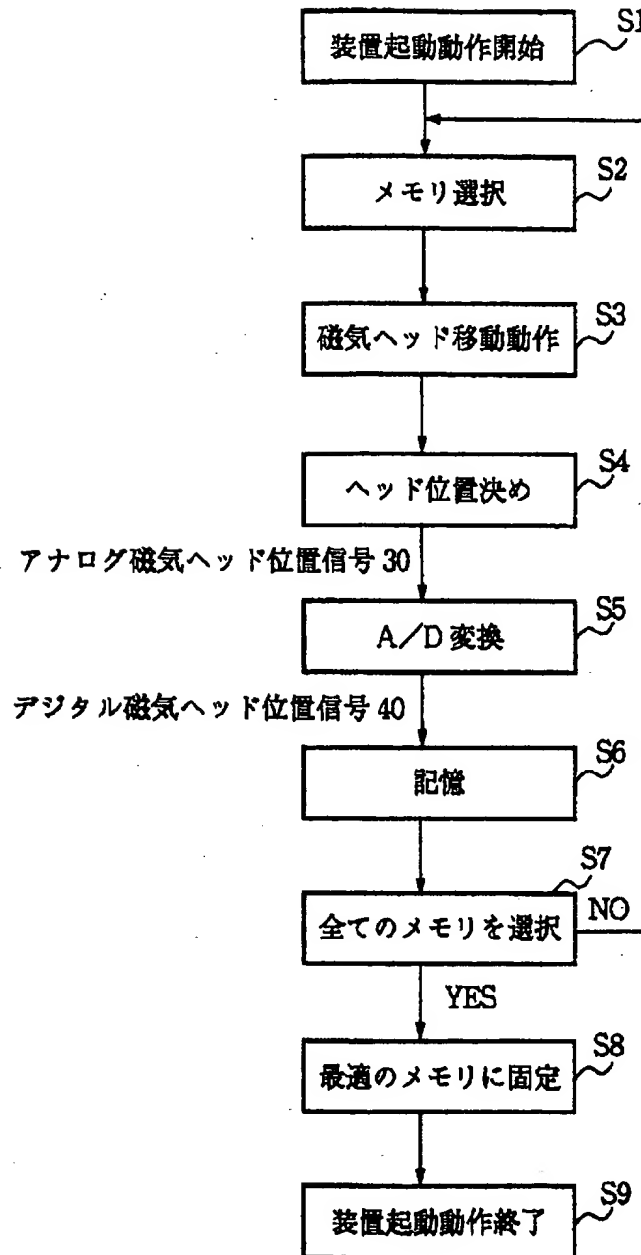 装置起動動作開始
S1
メモリ選択
S2
磁気ヘッド移動動作
S3
ヘッド位置決め
S4
アナログ磁気ヘッド位置信号 30
A/D 変換
S5
デジタル磁気ヘッド位置信号 40
記憶
S6
全てのメモリを選択
S7
NO
YES
最適のメモリに固定
S8
装置起動動作終了
S9